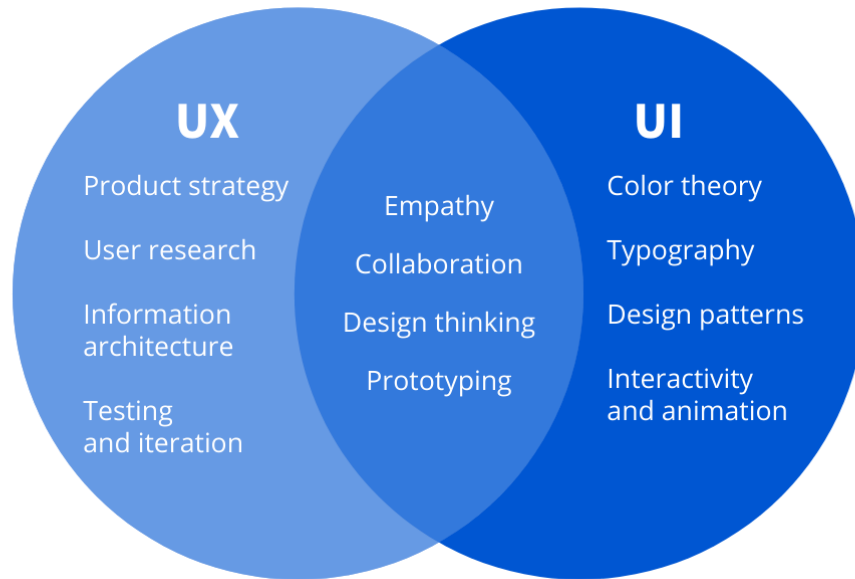 UX
Product strategy
User research
Information
architecture
Testing
and iteration
Empathy
Collaboration
Design thinking
Prototyping
UI
Color theory
Typography
Design patterns
Interactivity
and animation